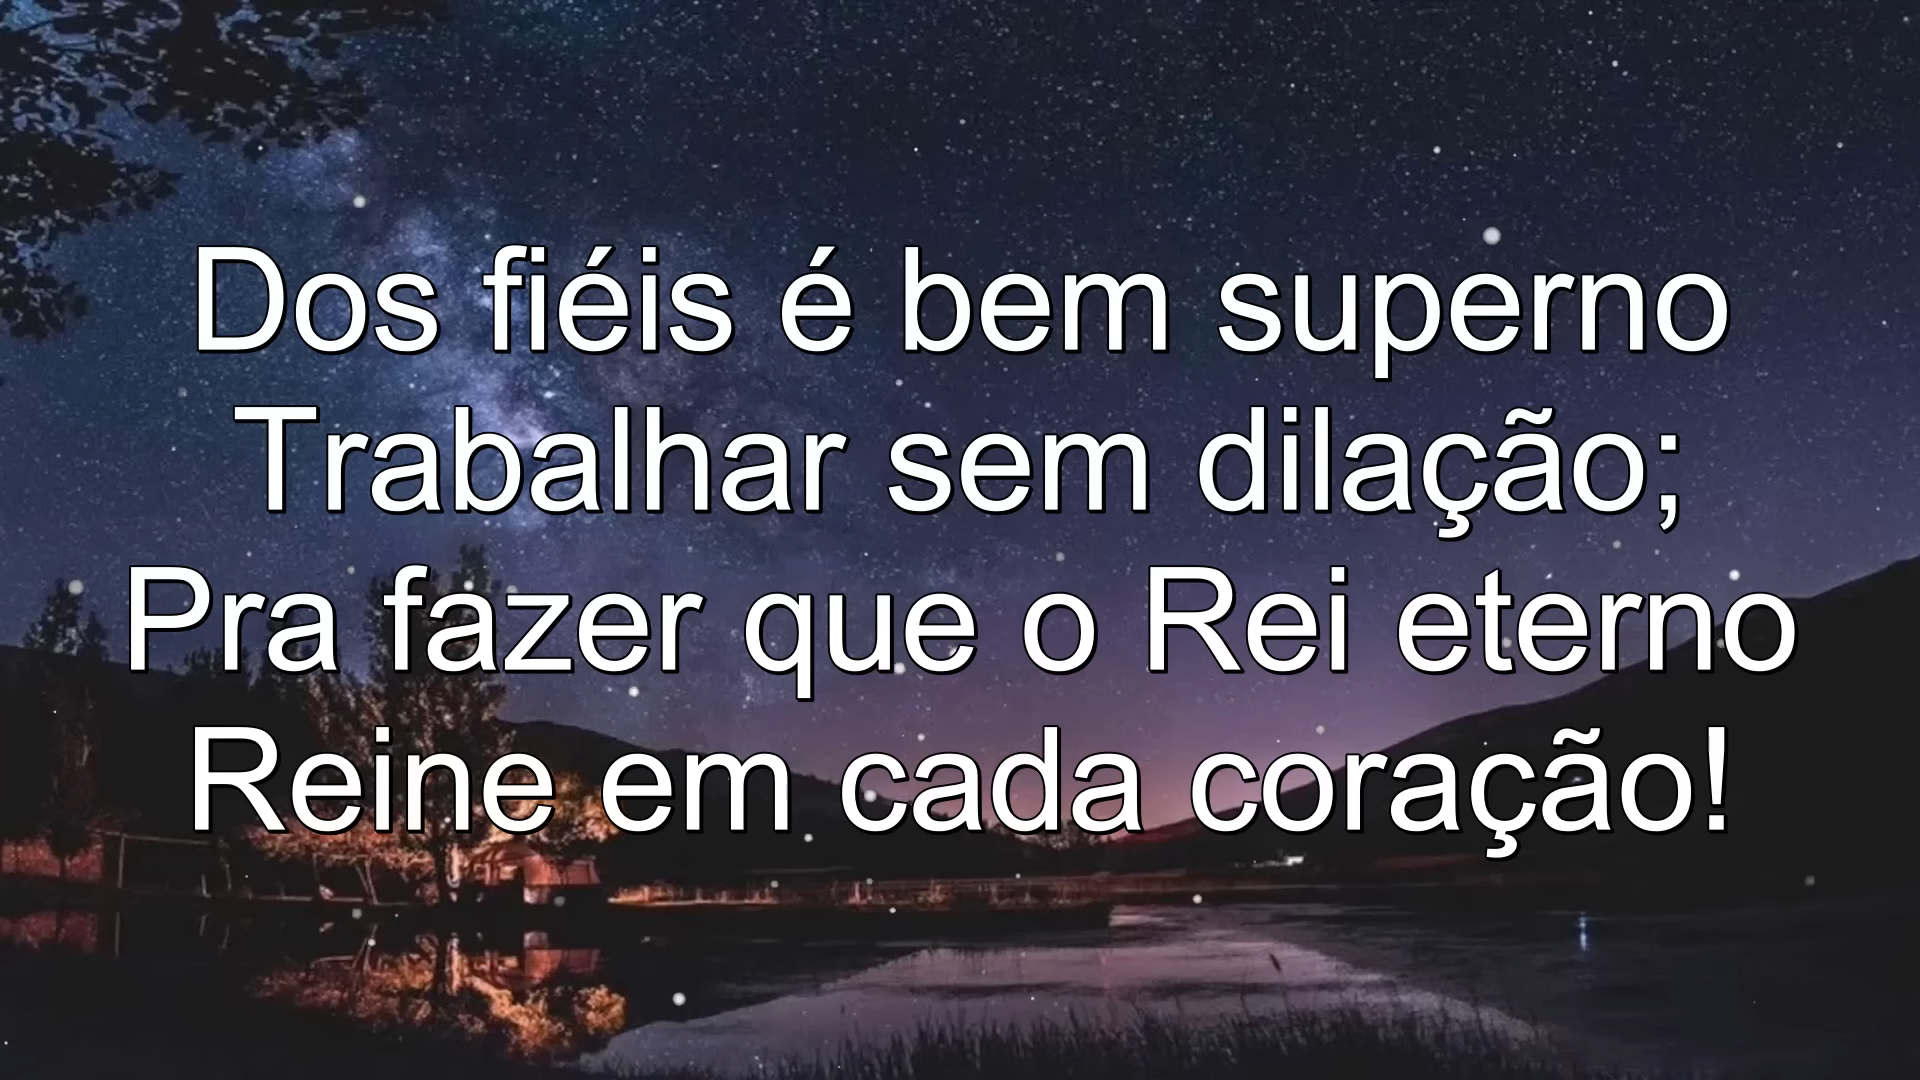 Dos fiéis é bem superno
Trabalhar sem dilação;
Pra fazer que o Rei eterno
Reine em cada coração!